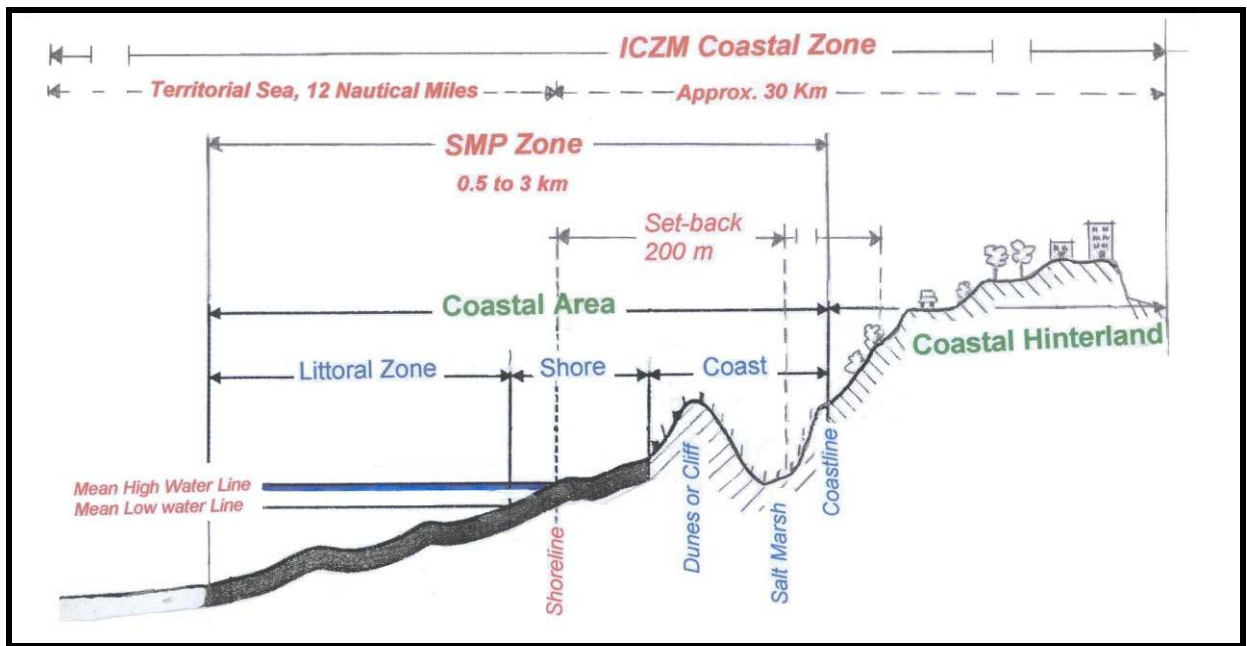 ICZM Coastal Zone
Territorial Sea, 12 Nautical Miles
Approx. 30 Km
SMP Zone
0.5 to 3 km
Set-back
200 m
Coastal Area
Coastal Hinterland
Littoral Zone
Shore
Coast
Mean High Water Line
Mean Low water Line
Shoreline
Dunes or Cliff
Salt Marsh
Coastline